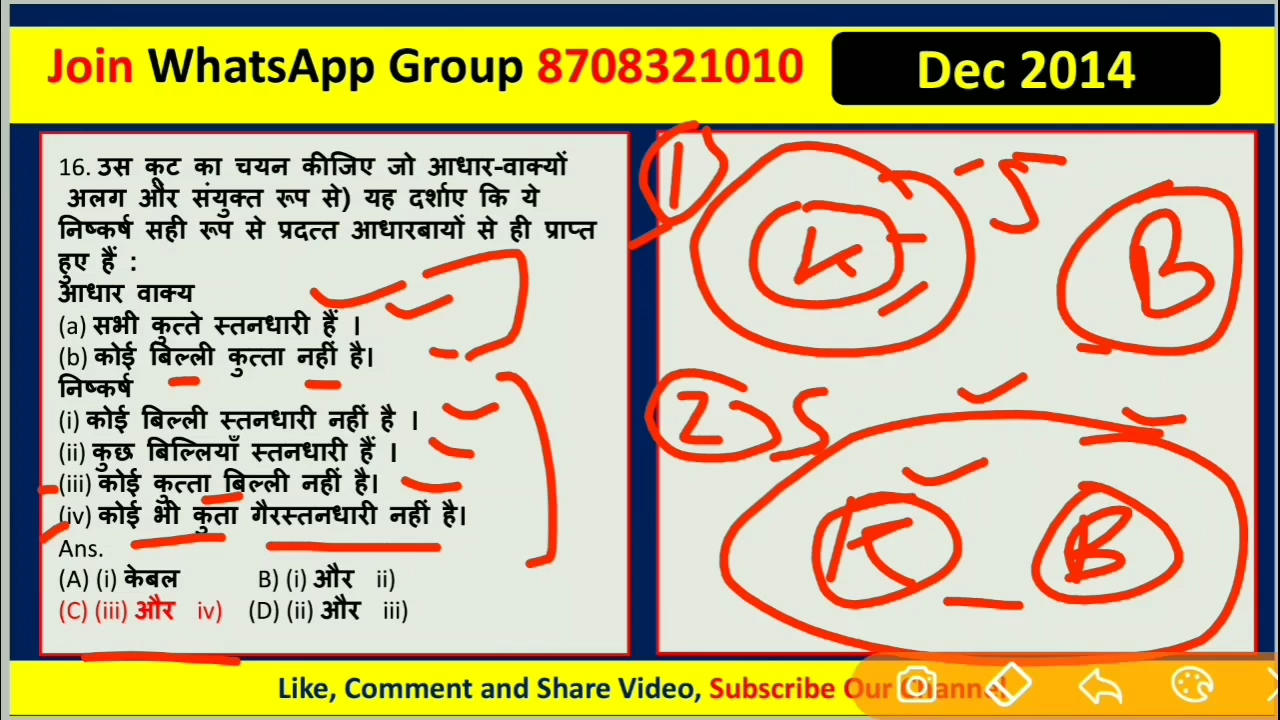 Join WhatsApp Group 8708321010
Dec 2014
16. उस कूट का चयन कीजिए जो आधार-वाक्यों
अलग और संयुक्त रूप से) यह दर्शाए कि ये
निष्कर्ष सही रूप से प्रदत्त आधारबायों से ही प्राप्त
हुए हैं :
आधार वाक्य
(a) सभी कुत्ते स्तनधारी हैं ।
(b) कोई बिल्ली कुत्ता नहीं है।
निष्कर्ष
(i) कोई बिल्ली स्तनधारी नहीं है ।
(ii) कुछ बिल्लियाँ स्तनधारी हैं ।
(iii) कोई कुत्ता बिल्ली नहीं है।
(iv) कोई भी कुता गैरस्तनधारी नहीं है।
Ans.
(A) (i) केबल B) (i) और ii)
(C) (iii) और iv) (D) (ii) और iii)
1
K
S
B
2
S
K
B
Like, Comment and Share Video, Subscribe Our Channel